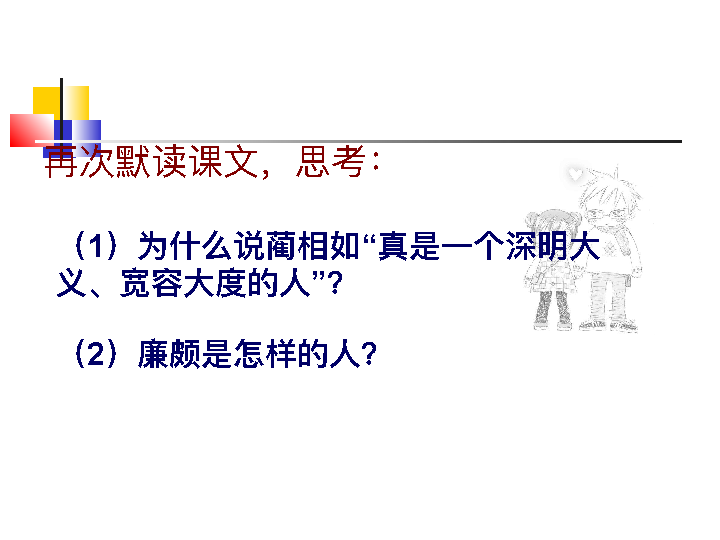 再次默读课文，思考：
（1）为什么说蔺相如“真是一个深明大
义、宽容大度的人”？
（2）廉颇是怎样的人？